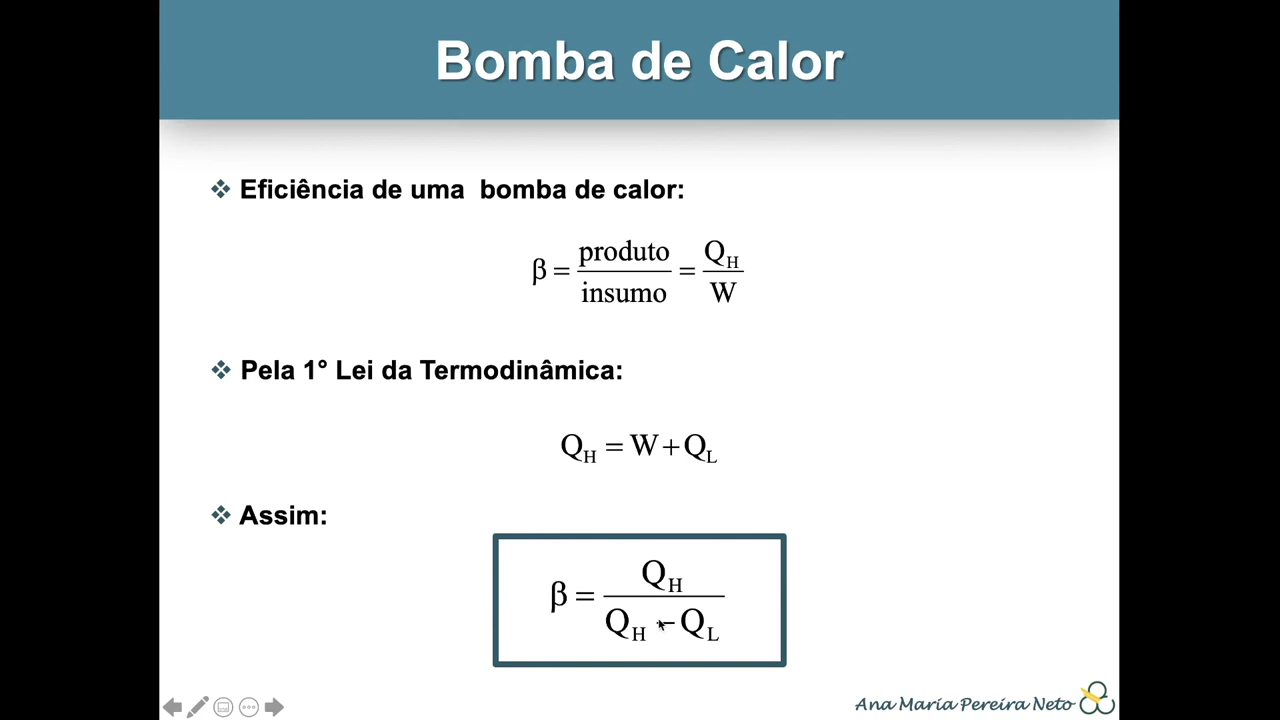 Bomba de Calor
❖ Eficiência de uma bomba de calor:
β = produto / insumo = Q_H / W
❖ Pela 1° Lei da Termodinâmica:
Q_H = W + Q_L
❖ Assim:
β = Q_H / (Q_H − Q_L)
Ana Maria Pereira Neto